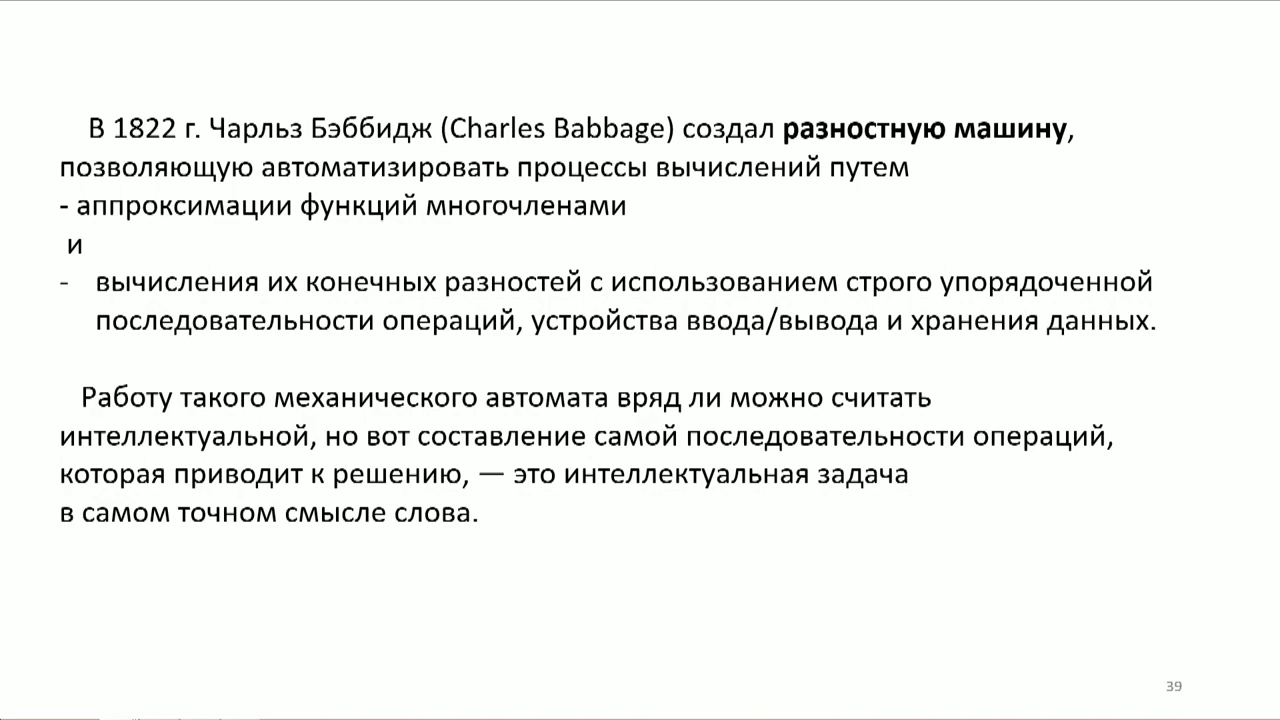 В 1822 г. Чарльз Бэббидж (Charles Babbage) создал разностную машину,
позволяющую автоматизировать процессы вычислений путем
- аппроксимации функций многочленами
и
- вычисления их конечных разностей с использованием строго упорядоченной
последовательности операций, устройства ввода/вывода и хранения данных.
Работу такого механического автомата вряд ли можно считать
интеллектуальной, но вот составление самой последовательности операций,
которая приводит к решению, — это интеллектуальная задача
в самом точном смысле слова.
39